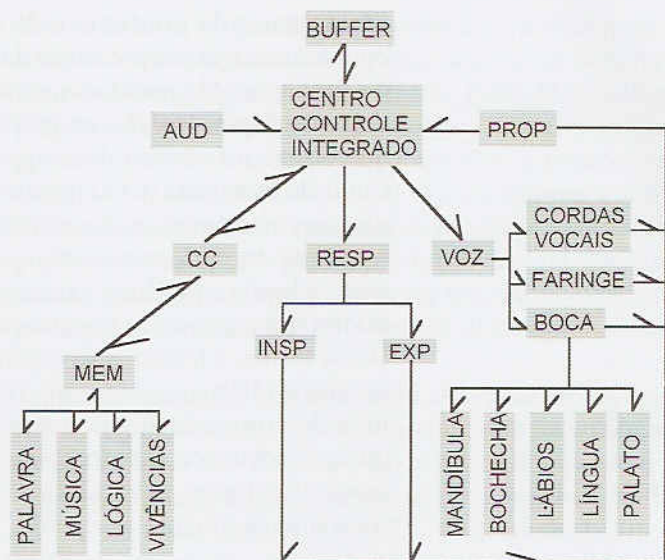 BUFFER
AUD
CENTRO
CONTROLE
INTEGRADO
PROP
CC
RESP
VOZ
CORDAS
VOCAIS
FARINGE
BOCA
INSP
EXP
MEM
PALAVRA
MÚSICA
LÓGICA
VIVÊNCIAS
MANDÍBULA
BOCHECHA
LÁBIOS
LÍNGUA
PALATO